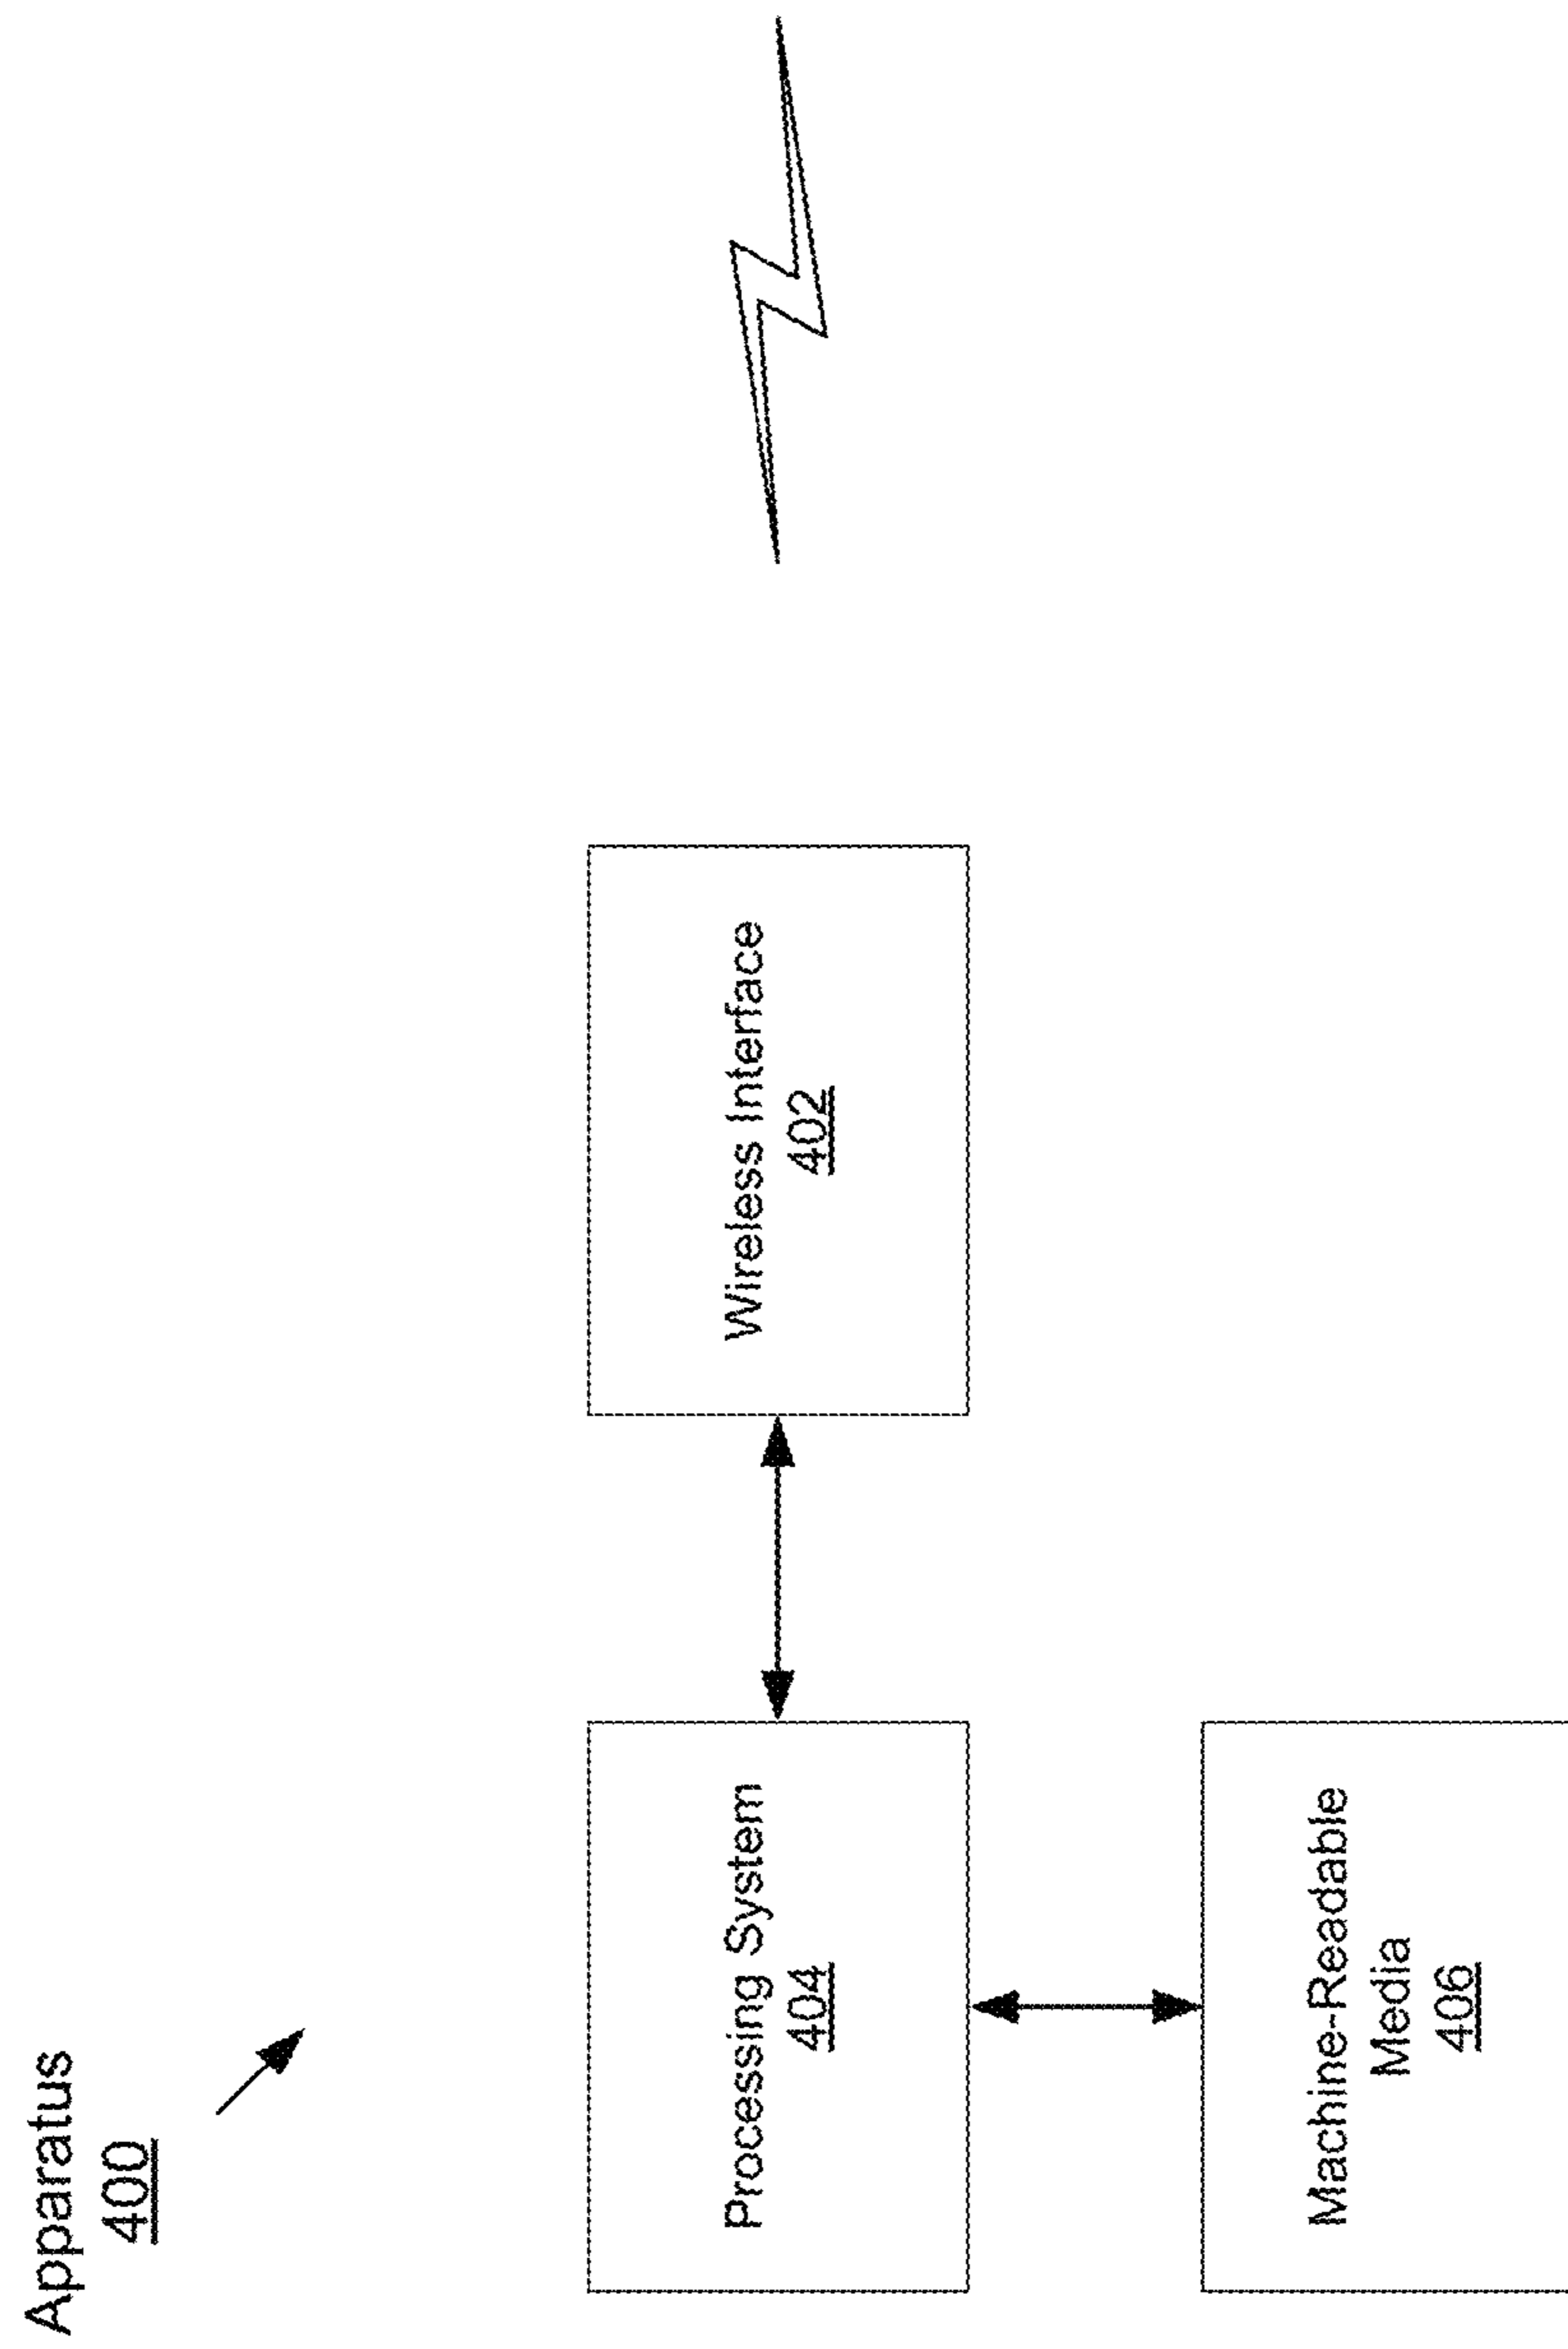 Apparatus
400
Processing System
404
Wireless Interface
402
Machine-Readable
Media
406